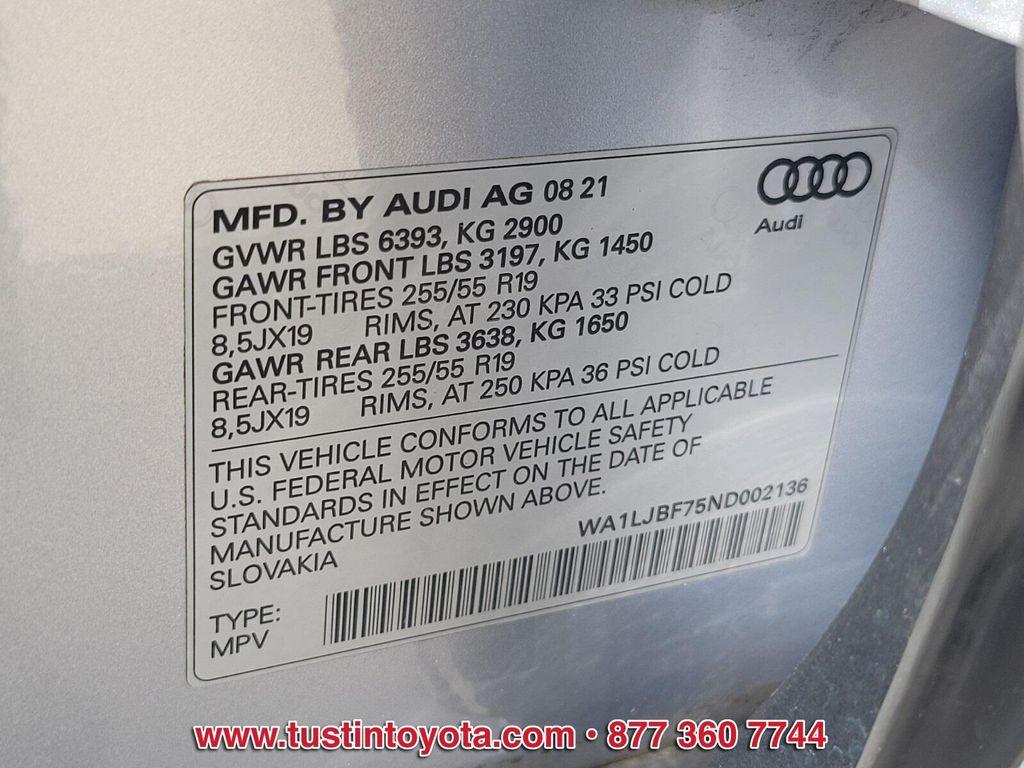 MFD. BY AUDI AG 08 21
Audi
GVWR LBS 6393, KG 2900
GAWR FRONT LBS 3197, KG 1450
FRONT-TIRES 255/55 R19
8,5JX19 RIMS, AT 230 KPA 33 PSI COLD
GAWR REAR LBS 3638, KG 1650
REAR-TIRES 255/55 R19
8,5JX19 RIMS, AT 250 KPA 36 PSI COLD
THIS VEHICLE CONFORMS TO ALL APPLICABLE
U.S. FEDERAL MOTOR VEHICLE SAFETY
STANDARDS IN EFFECT ON THE DATE OF
MANUFACTURE SHOWN ABOVE.
SLOVAKIA
WA1LJBF75ND002136
TYPE:
MPV
www.tustintoyota.com • 877 360 7744